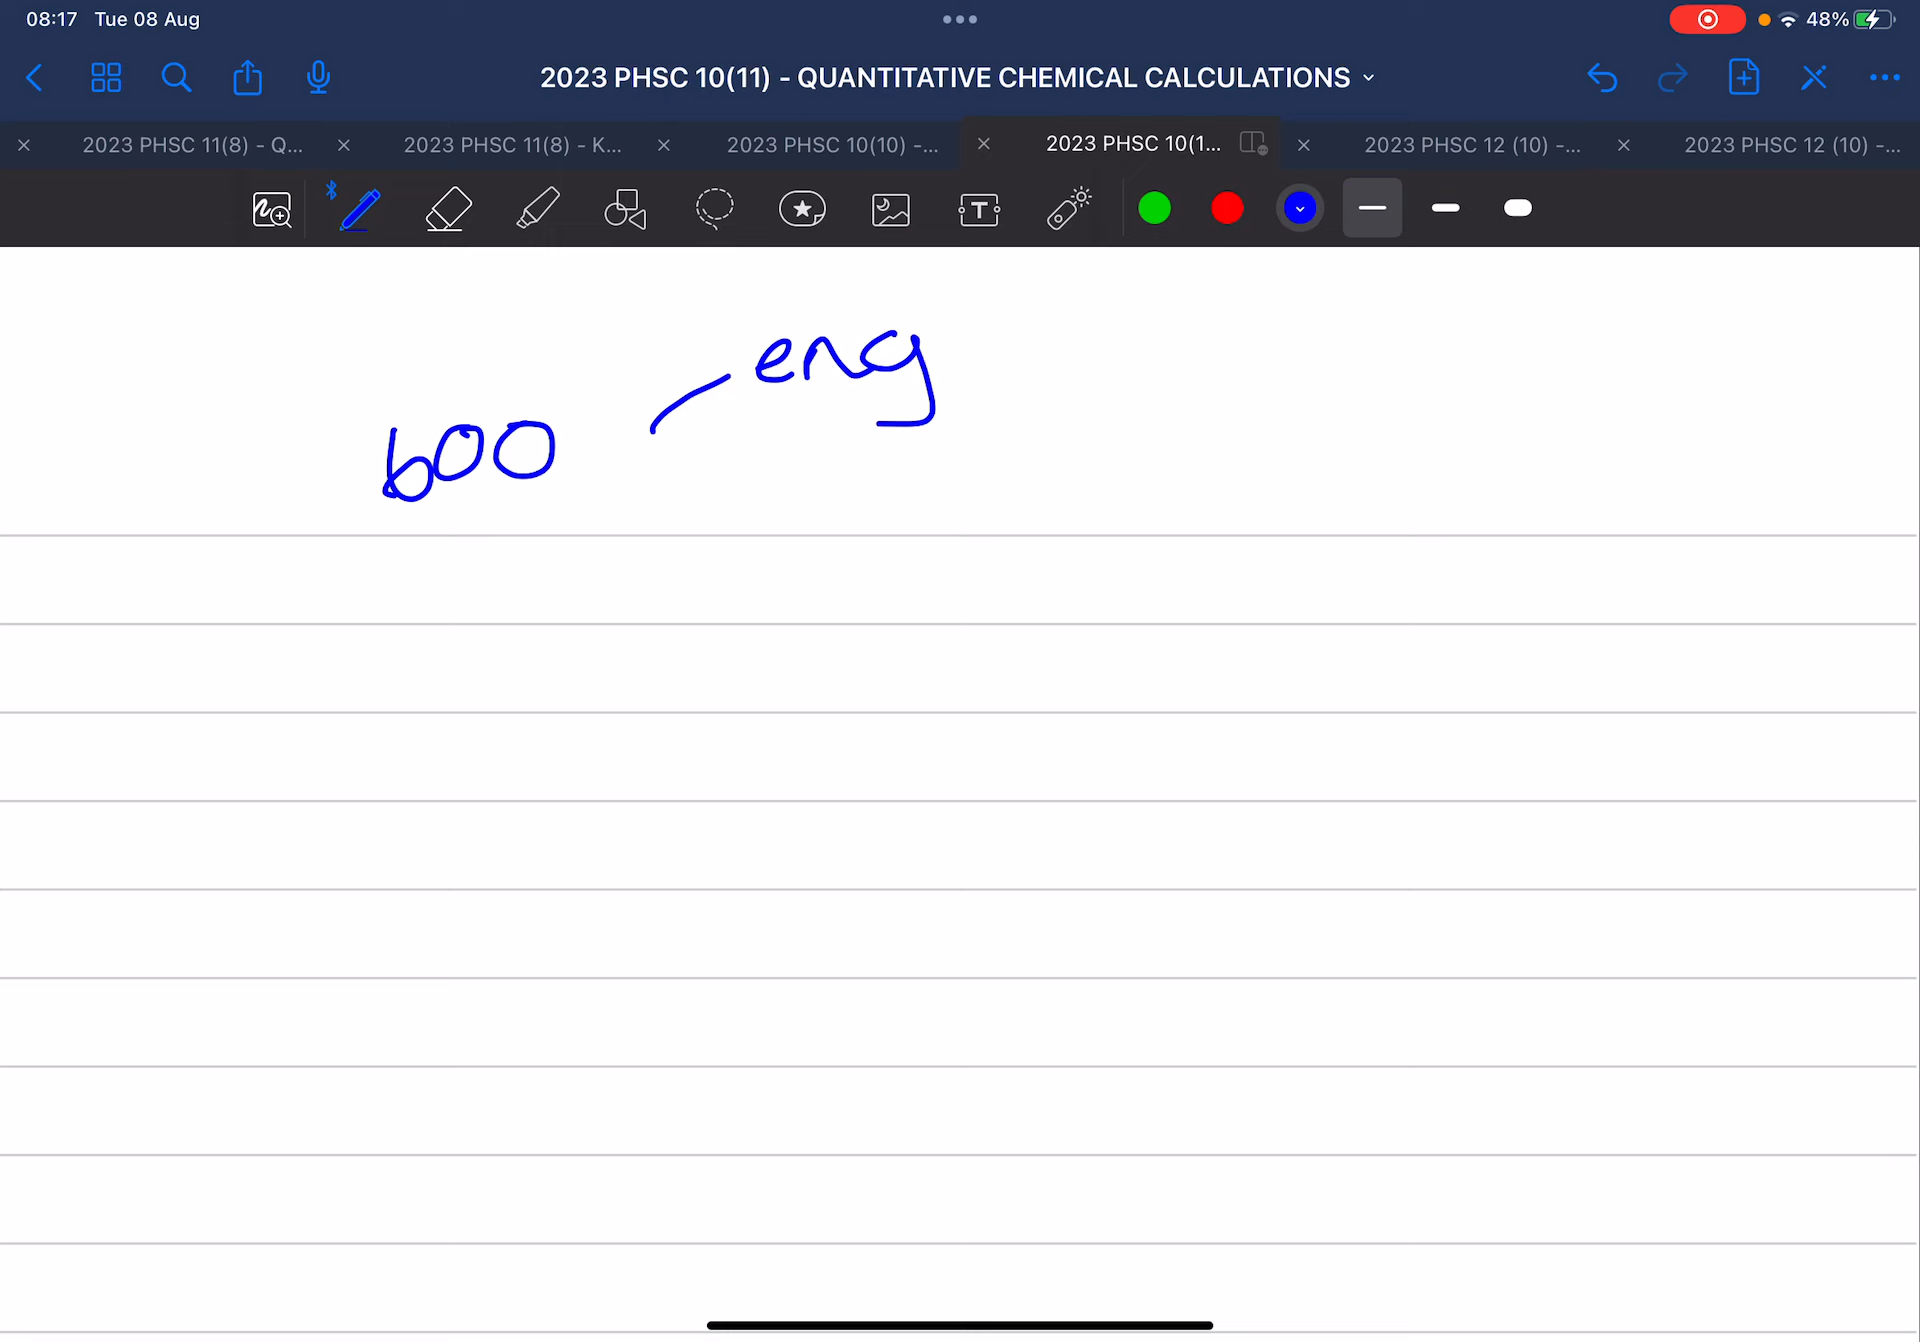 08:17 Tue 08 Aug 48%
2023 PHSC 10(11) - QUANTITATIVE CHEMICAL CALCULATIONS
2023 PHSC 11(8) - Q... 2023 PHSC 11(8) - K... 2023 PHSC 10(10) -... 2023 PHSC 10(1... 2023 PHSC 12 (10) -... 2023 PHSC 12 (10) -...
T
eng
600